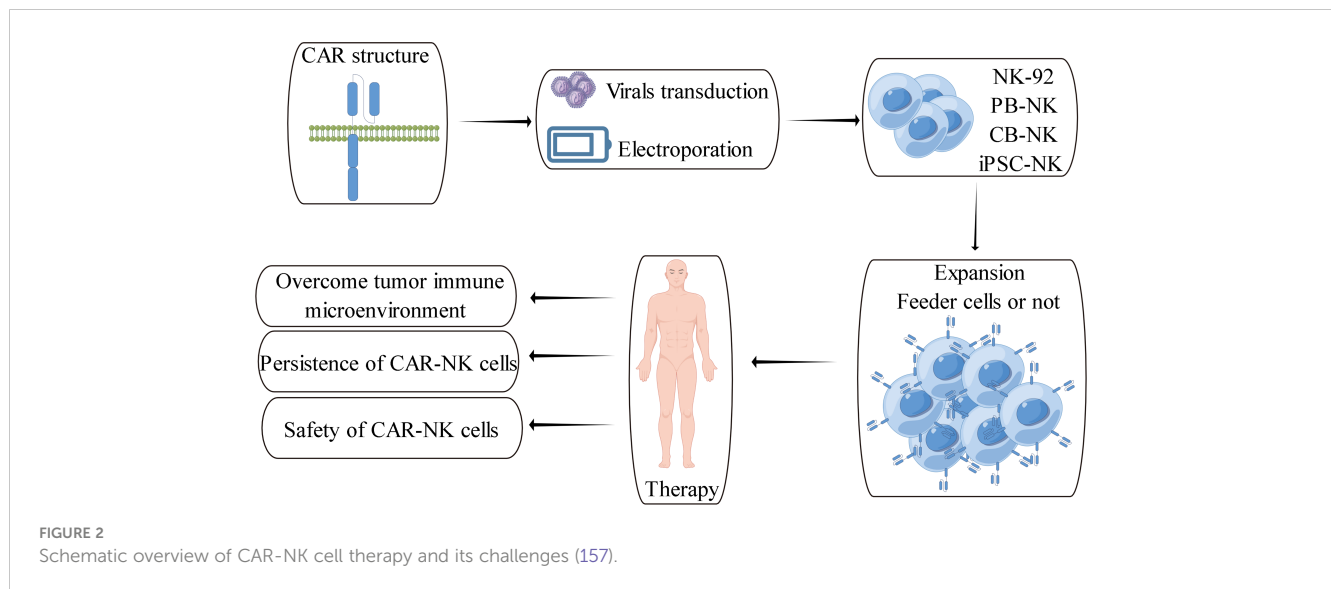 CAR structure
Virals transduction
Electroporation
NK-92
PB-NK
CB-NK
iPSC-NK
Expansion
Feeder cells or not
Therapy
Overcome tumor immune
microenvironment
Persistence of CAR-NK cells
Safety of CAR-NK cells
FIGURE 2
Schematic overview of CAR-NK cell therapy and its challenges (157).